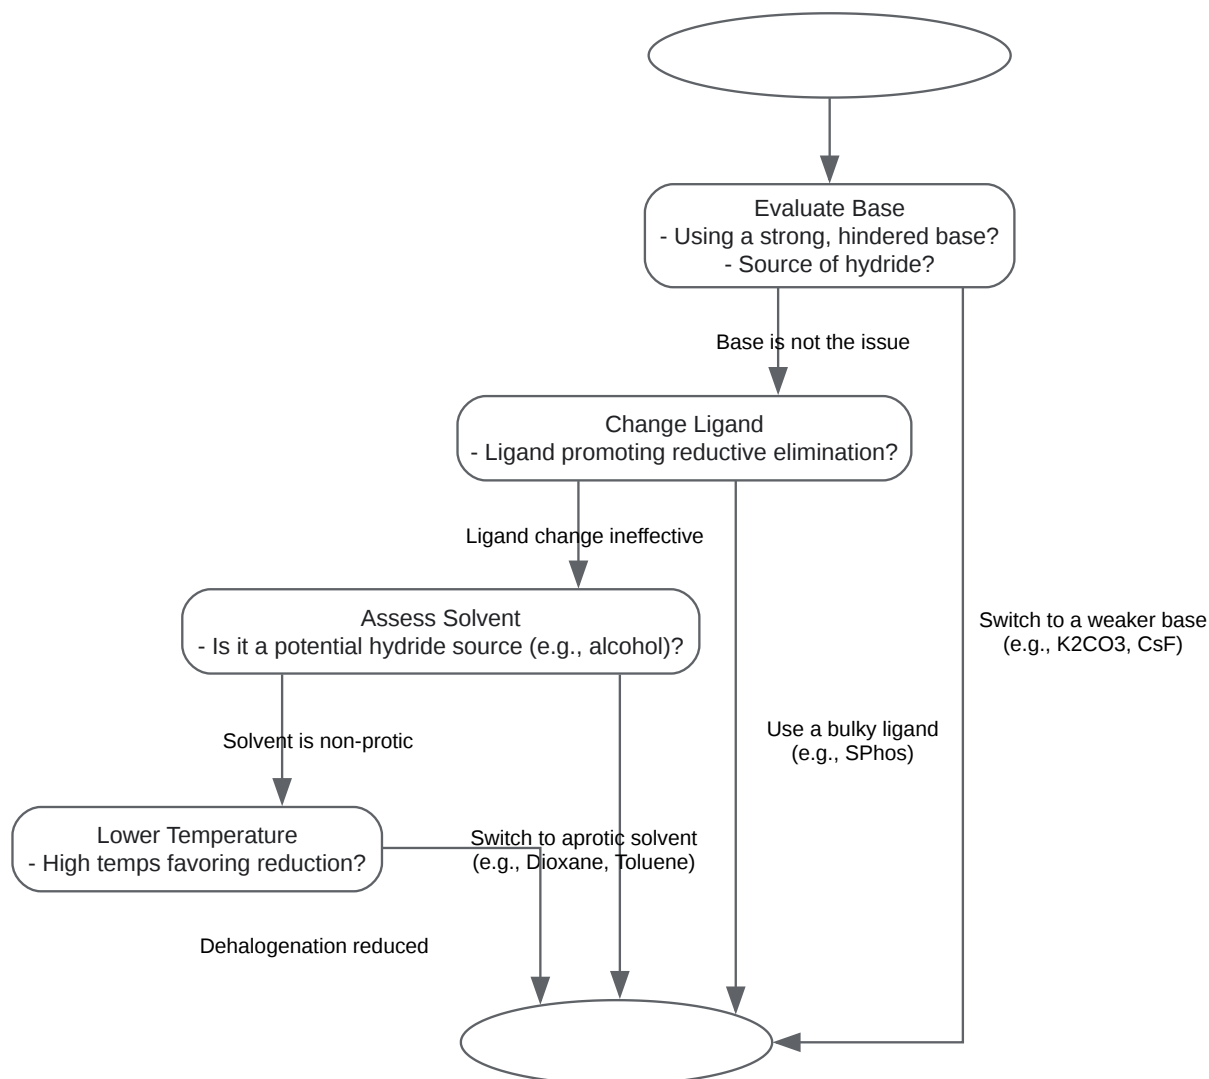 Evaluate Base
- Using a strong, hindered base?
- Source of hydride?
Base is not the issue
Change Ligand
- Ligand promoting reductive elimination?
Ligand change ineffective
Assess Solvent
- Is it a potential hydride source (e.g., alcohol)?
Switch to a weaker base
(e.g., K2CO3, CsF)
Use a bulky ligand
(e.g., SPhos)
Solvent is non-protic
Lower Temperature
- High temps favoring reduction?
Switch to aprotic solvent
(e.g., Dioxane, Toluene)
Dehalogenation reduced